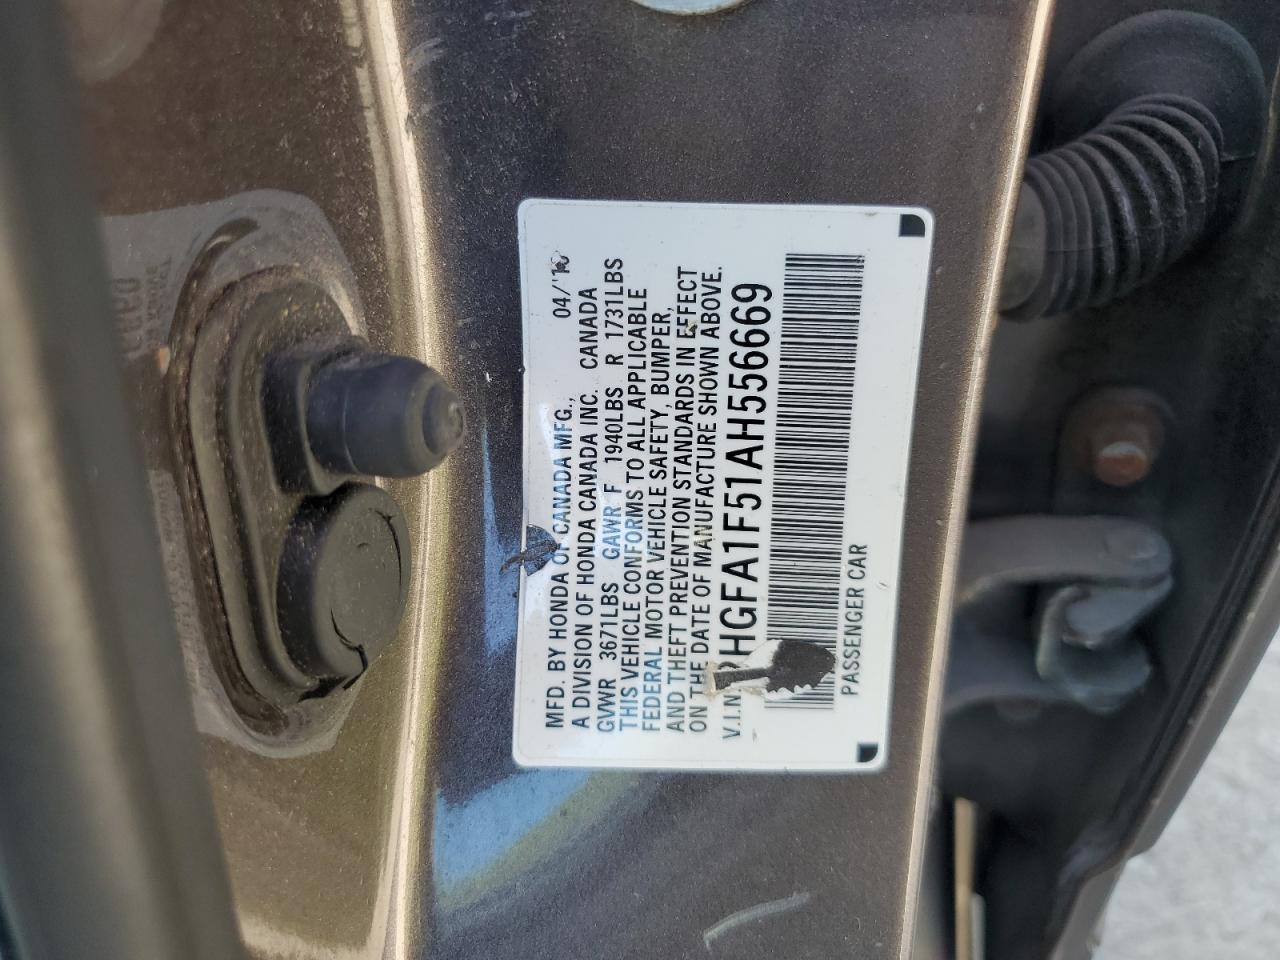 MFD. BY HONDA OF CANADA MFG., 04/'10
A DIVISION OF HONDA CANADA INC. CANADA
GVWR 3671LBS GAWR F 1940LBS R 1731LBS
THIS VEHICLE CONFORMS TO ALL APPLICABLE
FEDERAL MOTOR VEHICLE SAFETY, BUMPER,
AND THEFT PREVENTION STANDARDS IN EFFECT
ON THE DATE OF MANUFACTURE SHOWN ABOVE.
V.I.N HGFA1F51AH556669
PASSENGER CAR